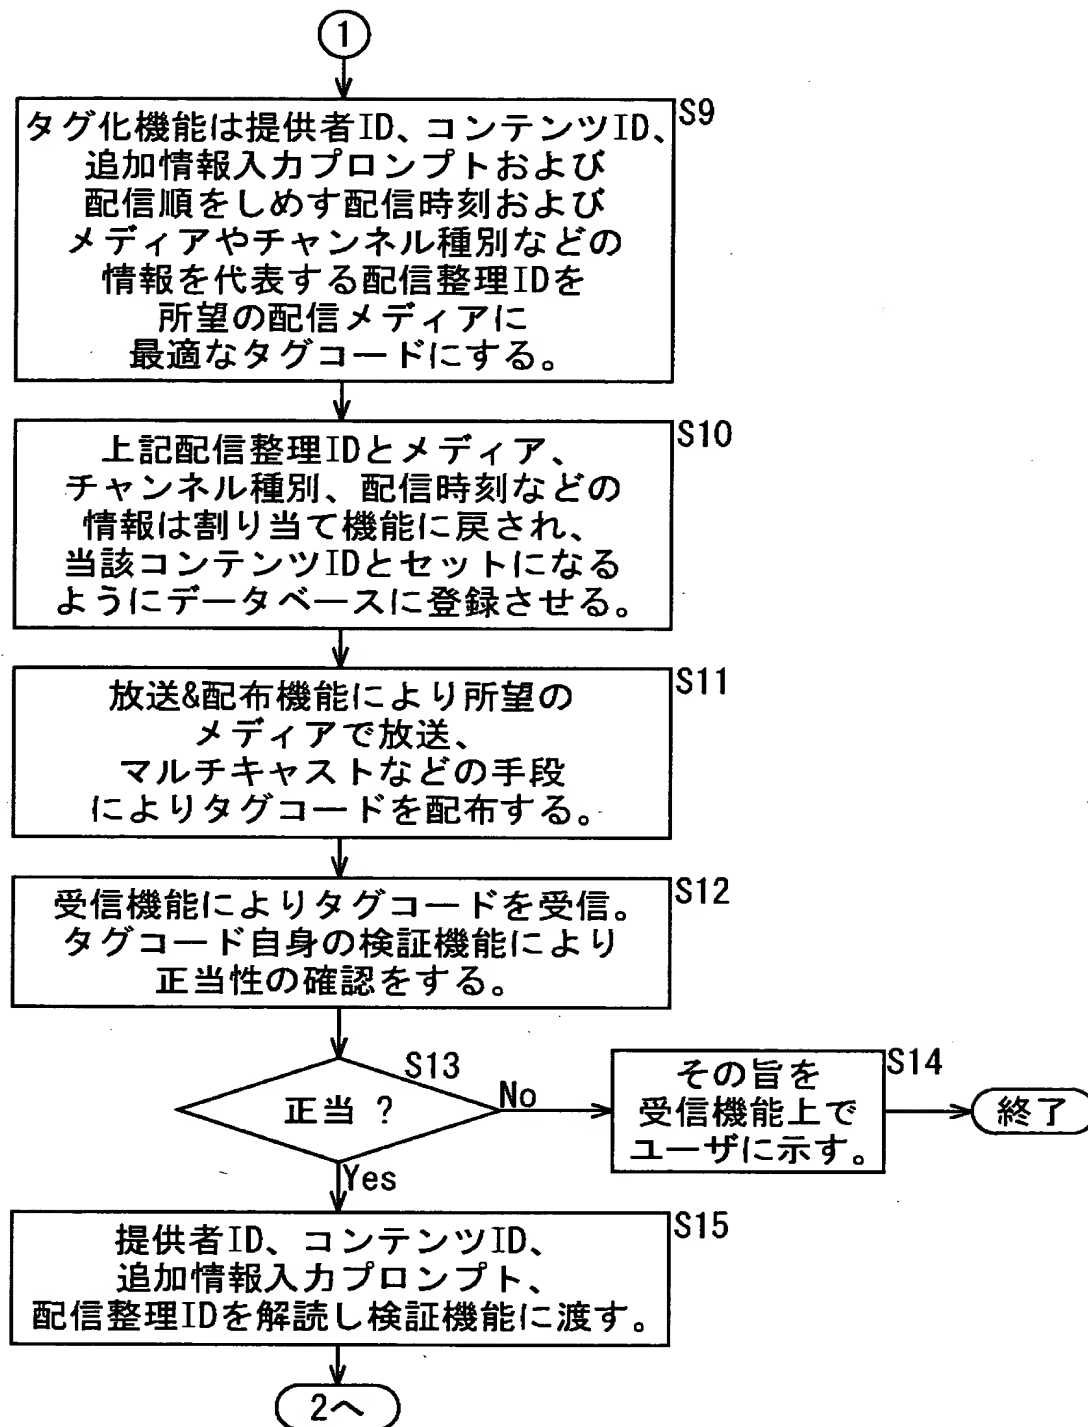 1
S9
タグ化機能は提供者ID、コンテンツID、
追加情報入力プロンプトおよび
配信順をしめす配信時刻および
メディアやチャンネル種別などの
情報を代表する配信整理IDを
所望の配信メディアに
最適なタグコードにする。
S10
上記配信整理IDとメディア、
チャンネル種別、配信時刻などの
情報は割り当て機能に戻され、
当該コンテンツIDとセットになる
ようにデータベースに登録させる。
S11
放送&配布機能により所望の
メディアで放送、
マルチキャストなどの手段
によりタグコードを配布する。
S12
受信機能によりタグコードを受信。
タグコード自身の検証機能により
正当性の確認をする。
S13
正当 ?
No
S14
その旨を
受信機能上で
ユーザに示す。
終了
Yes
S15
提供者ID、コンテンツID、
追加情報入力プロンプト、
配信整理IDを解読し検証機能に渡す。
2へ